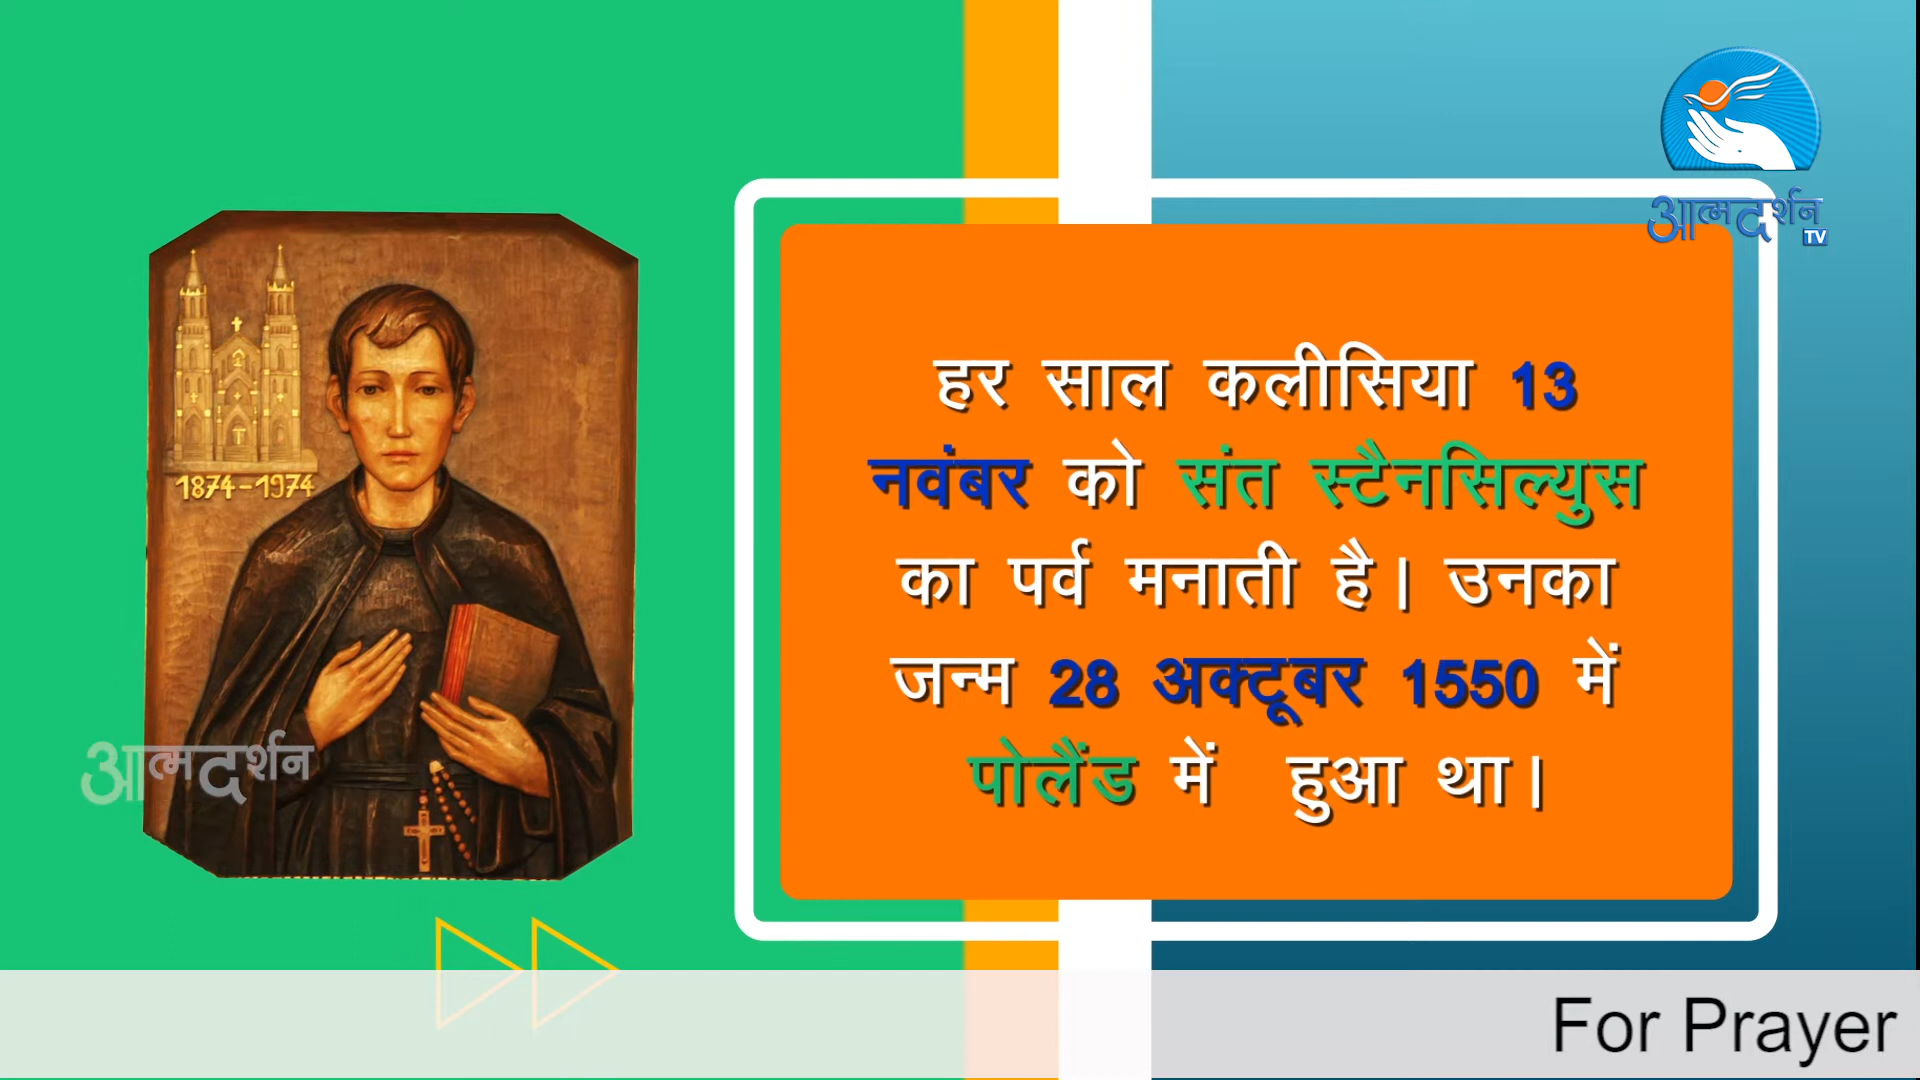 आत्मदर्शन
TV
1874-1974
हर साल कलीसिया 13
नवंबर को संत स्टैनसिल्युस
का पर्व मनाती है। उनका
जन्म 28 अक्टूबर 1550 में
पोलैंड में हुआ था।
आत्मदर्शन
For Prayer